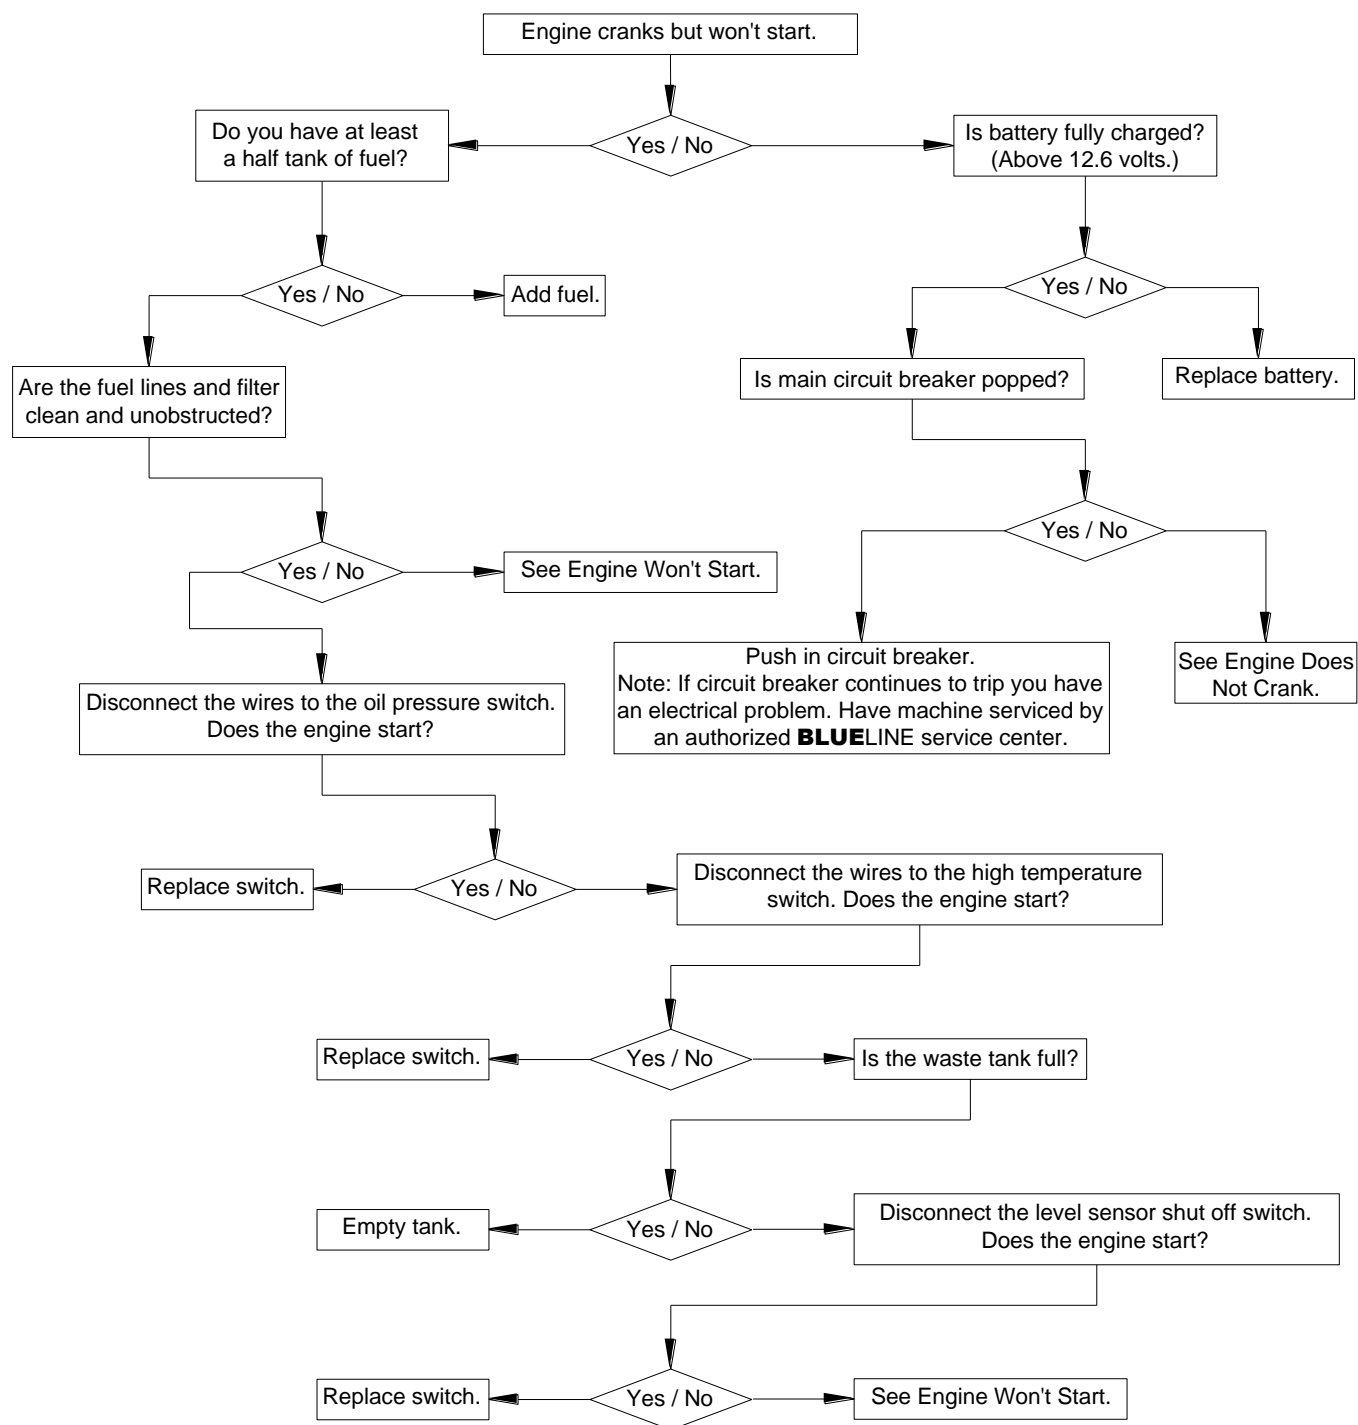 Engine cranks but won't start.
Do you have at least
a half tank of fuel?
Yes / No
Is battery fully charged?
(Above 12.6 volts.)
Yes / No
Add fuel.
Yes / No
Are the fuel lines and filter
clean and unobstructed?
Is main circuit breaker popped?
Replace battery.
Yes / No
See Engine Won't Start.
Yes / No
Disconnect the wires to the oil pressure switch.
Does the engine start?
Push in circuit breaker.
Note: If circuit breaker continues to trip you have
an electrical problem. Have machine serviced by
an authorized BLUELINE service center.
See Engine Does
Not Crank.
Replace switch.
Yes / No
Disconnect the wires to the high temperature
switch. Does the engine start?
Replace switch.
Yes / No
Is the waste tank full?
Empty tank.
Yes / No
Disconnect the level sensor shut off switch.
Does the engine start?
Replace switch.
Yes / No
See Engine Won't Start.